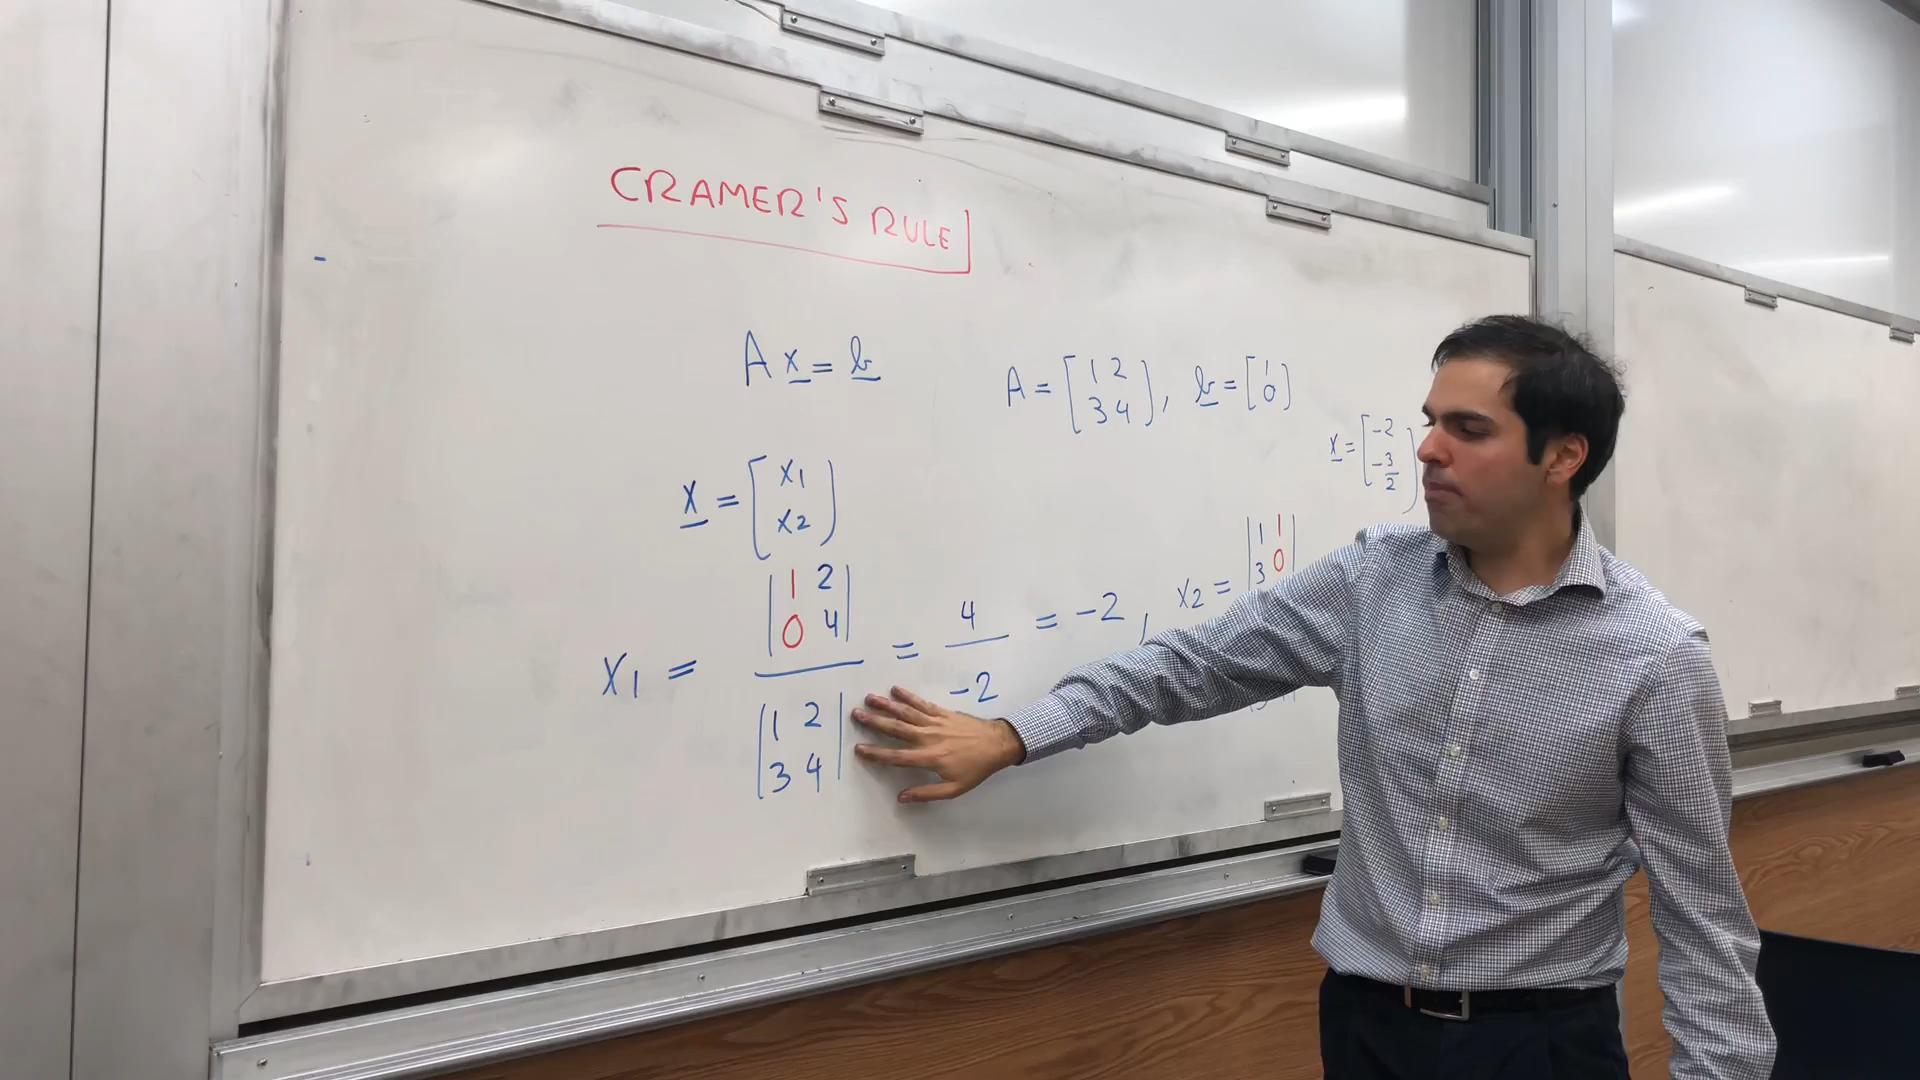 CRAMER'S RULE
A x = b
A = [1 2
3 4], b = [1
0]
x = [-2
-3/2]
x = [x1
x2]
x1 = |1 2
0 4|
|1 2
3 4|
= 4
-2
= -2,
x2 = |1 1
3 0|